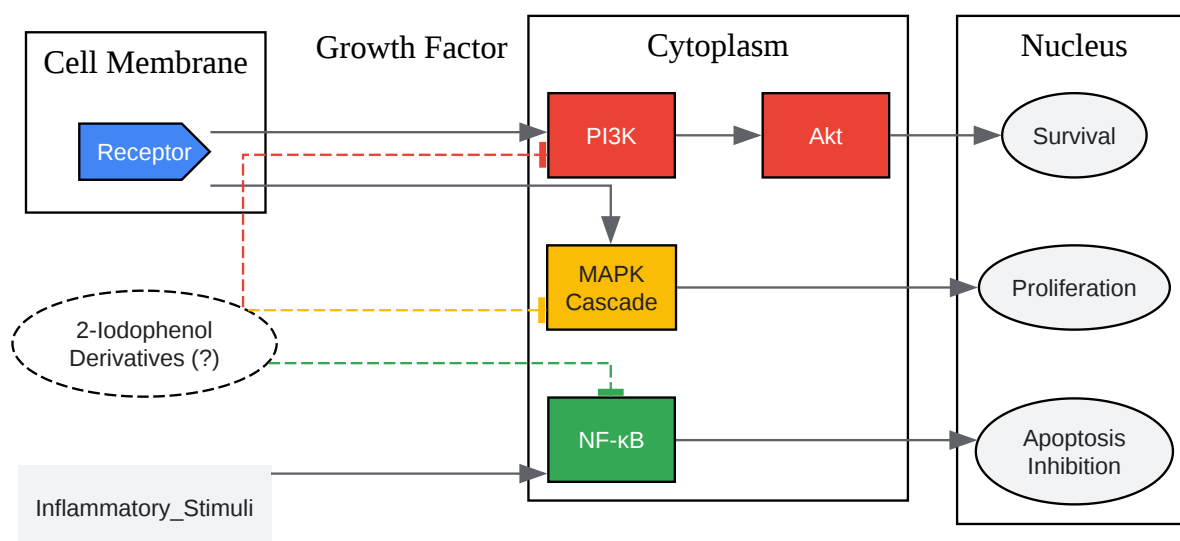 Cell Membrane
Growth Factor
Cytoplasm
Nucleus
Receptor
PI3K
Akt
Survival
MAPK
Cascade
Proliferation
2-Iodophenol
Derivatives (?)
NF-κB
Apoptosis
Inhibition
Inflammatory_Stimuli